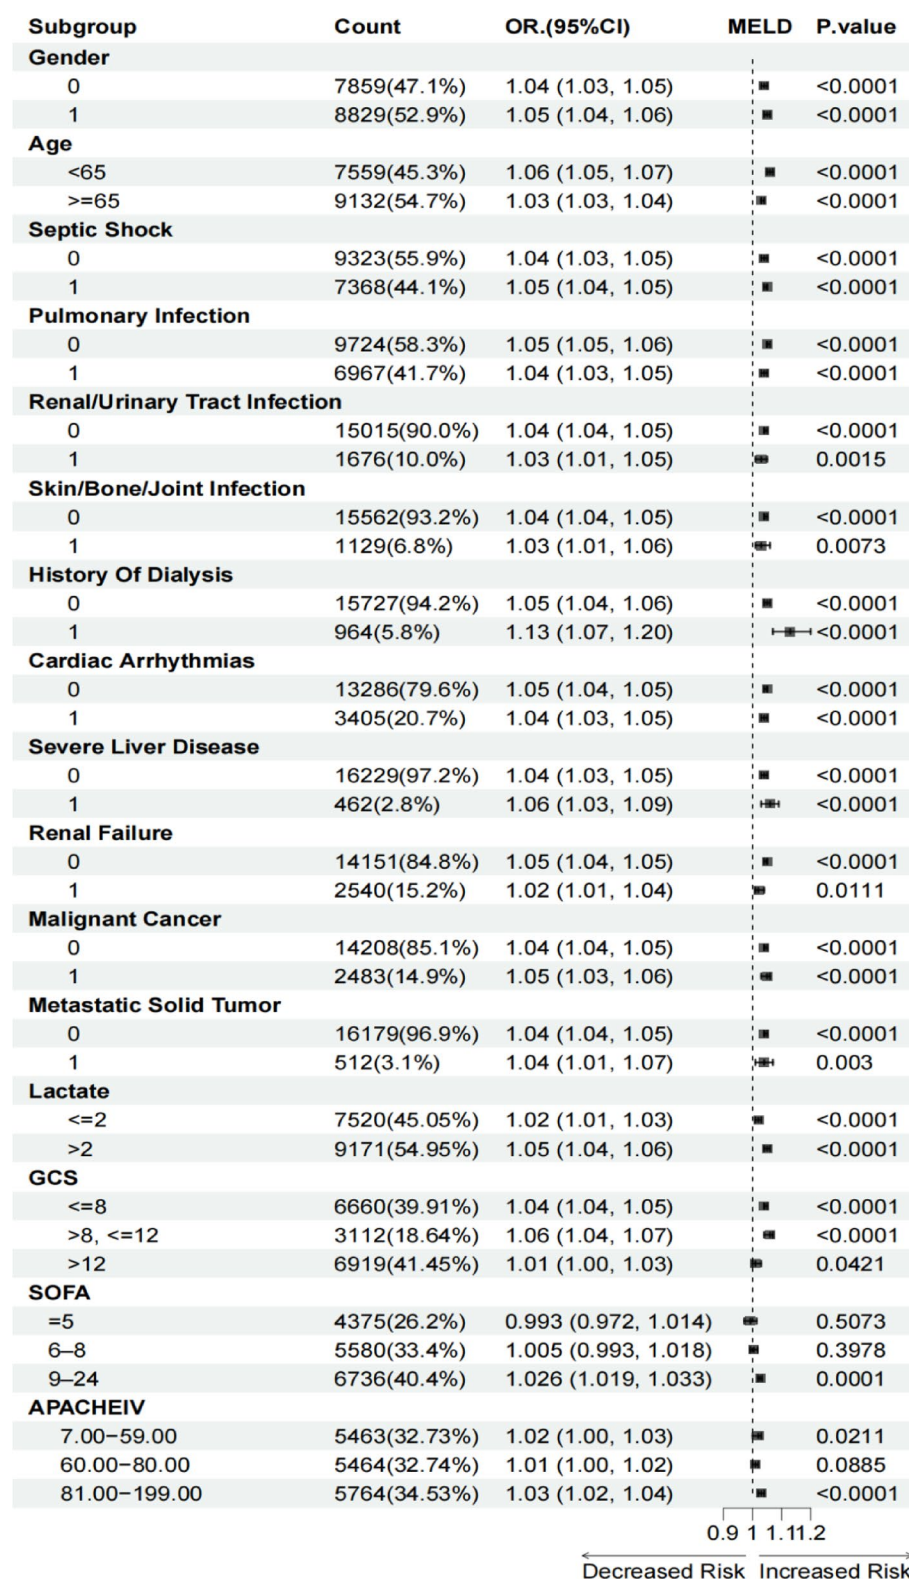 Subgroup Count OR.(95%CI) MELD P.value
Gender
0 7859(47.1%) 1.04 (1.03, 1.05) <0.0001
1 8829(52.9%) 1.05 (1.04, 1.06) <0.0001
Age
<65 7559(45.3%) 1.06 (1.05, 1.07) <0.0001
>=65 9132(54.7%) 1.03 (1.03, 1.04) <0.0001
Septic Shock
0 9323(55.9%) 1.04 (1.03, 1.05) <0.0001
1 7368(44.1%) 1.05 (1.04, 1.05) <0.0001
Pulmonary Infection
0 9724(58.3%) 1.05 (1.05, 1.06) <0.0001
1 6967(41.7%) 1.04 (1.03, 1.05) <0.0001
Renal/Urinary Tract Infection
0 15015(90.0%) 1.04 (1.04, 1.05) <0.0001
1 1676(10.0%) 1.03 (1.01, 1.05) 0.0015
Skin/Bone/Joint Infection
0 15562(93.2%) 1.04 (1.04, 1.05) <0.0001
1 1129(6.8%) 1.03 (1.01, 1.06) 0.0073
History Of Dialysis
0 15727(94.2%) 1.05 (1.04, 1.06) <0.0001
1 964(5.8%) 1.13 (1.07, 1.20) <0.0001
Cardiac Arrhythmias
0 13286(79.6%) 1.05 (1.04, 1.05) <0.0001
1 3405(20.7%) 1.04 (1.03, 1.05) <0.0001
Severe Liver Disease
0 16229(97.2%) 1.04 (1.03, 1.05) <0.0001
1 462(2.8%) 1.06 (1.03, 1.09) <0.0001
Renal Failure
0 14151(84.8%) 1.05 (1.04, 1.05) <0.0001
1 2540(15.2%) 1.02 (1.01, 1.04) 0.0111
Malignant Cancer
0 14208(85.1%) 1.04 (1.04, 1.05) <0.0001
1 2483(14.9%) 1.05 (1.03, 1.06) <0.0001
Metastatic Solid Tumor
0 16179(96.9%) 1.04 (1.04, 1.05) <0.0001
1 512(3.1%) 1.04 (1.01, 1.07) 0.003
Lactate
<=2 7520(45.05%) 1.02 (1.01, 1.03) <0.0001
>2 9171(54.95%) 1.05 (1.04, 1.06) <0.0001
GCS
<=8 6660(39.91%) 1.04 (1.04, 1.05) <0.0001
>8, <=12 3112(18.64%) 1.06 (1.04, 1.07) <0.0001
>12 6919(41.45%) 1.01 (1.00, 1.03) 0.0421
SOFA
=5 4375(26.2%) 0.993 (0.972, 1.014) 0.5073
6–8 5580(33.4%) 1.005 (0.993, 1.018) 0.3978
9–24 6736(40.4%) 1.026 (1.019, 1.033) 0.0001
APACHEIV
7.00−59.00 5463(32.73%) 1.02 (1.00, 1.03) 0.0211
60.00−80.00 5464(32.74%) 1.01 (1.00, 1.02) 0.0885
81.00−199.00 5764(34.53%) 1.03 (1.02, 1.04) <0.0001
0.9 1 1.1 1.2
Decreased Risk Increased Risk